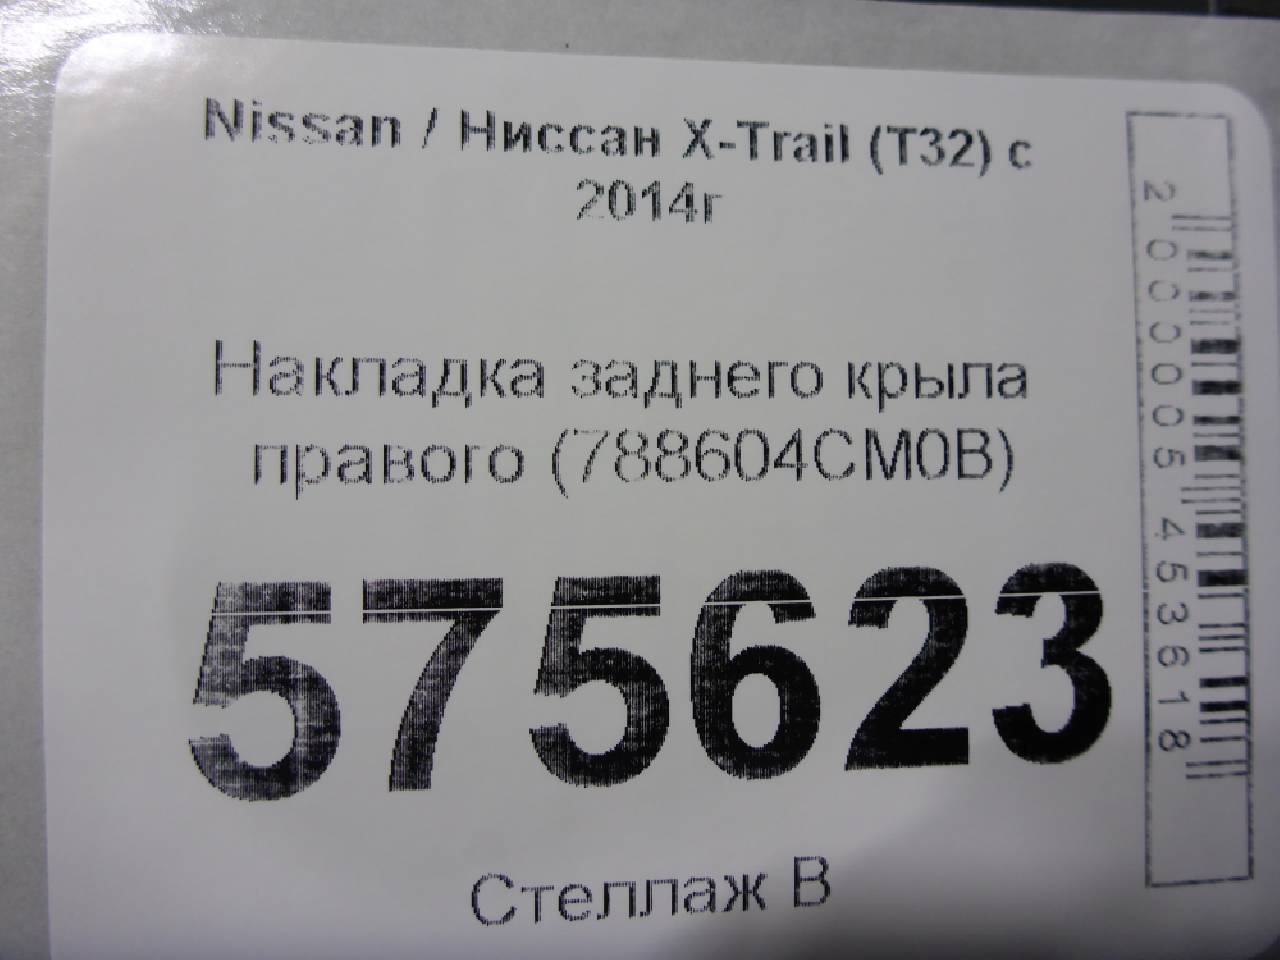 Nissan / Ниссан X-Trail (T32) с
2014г
Накладка заднего крыла
правого (788604CM0B)
575623
Стеллаж В
2000005453618